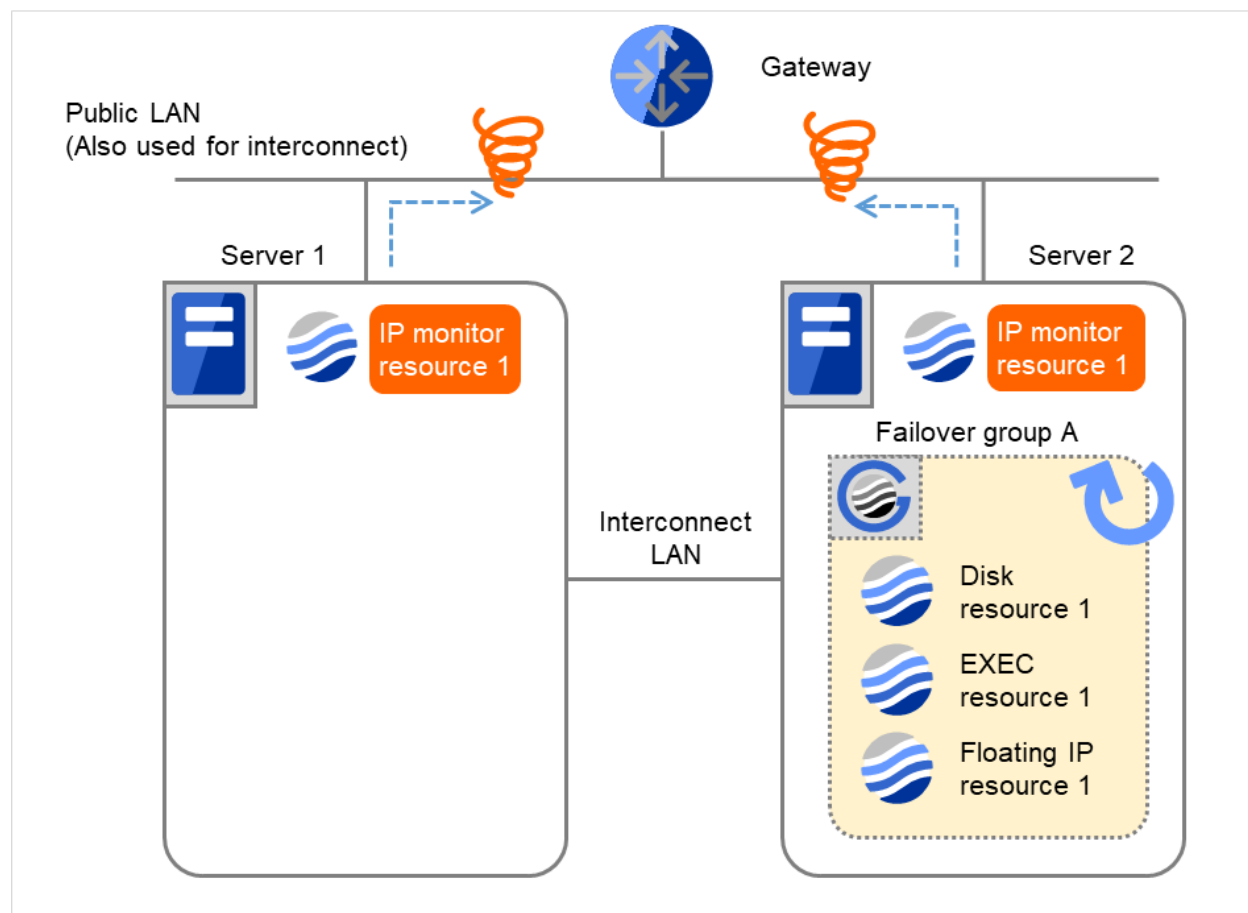 Gateway
Public LAN
(Also used for interconnect)
Server 1
Server 2
IP monitor
resource 1
IP monitor
resource 1
Failover group A
Interconnect
LAN
Disk
resource 1
EXEC
resource 1
Floating IP
resource 1